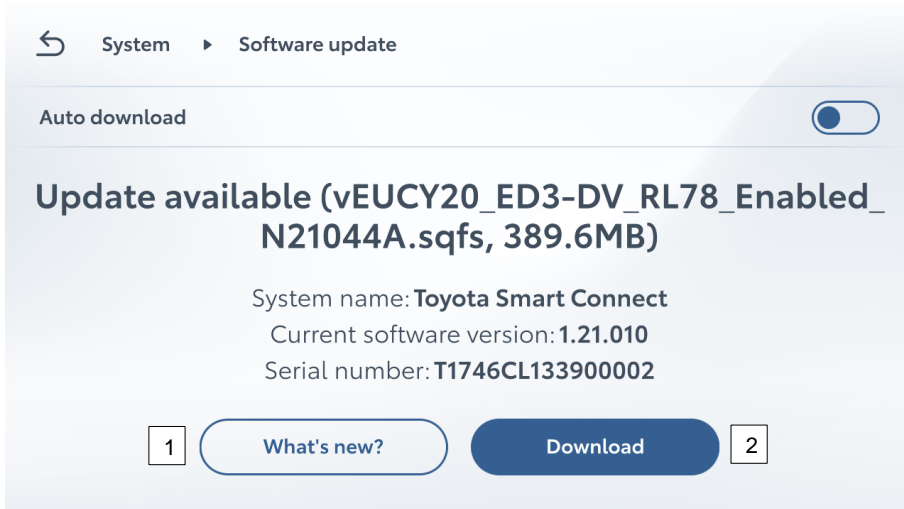 System ▸ Software update
Auto download
Update available (vEUCY20_ED3-DV_RL78_Enabled_
N21044A.sqfs, 389.6MB)
System name: Toyota Smart Connect
Current software version: 1.21.010
Serial number: T1746CL133900002
1 What's new? Download 2